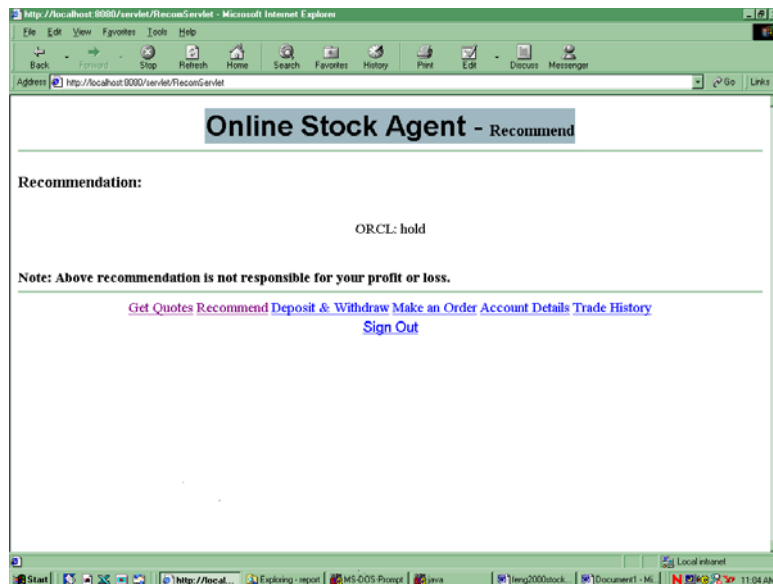 http://localhost:8080/servlet/RecomServlet - Microsoft Internet Explorer
File Edit View Favorites Tools Help
Back Forward Stop Refresh Home Search Favorites History Print Edit Discuss Messenger
Address http://localhost:8080/servlet/RecomServlet Go Links
Online Stock Agent - Recommend
Recommendation:
ORCL: hold
Note: Above recommendation is not responsible for your profit or loss.
Get Quotes Recommend Deposit & Withdraw Make an Order Account Details Trade History
Sign Out
Local intranet
Start http://local... Exploring - report MS-DOS Prompt java feng2000stock... Document1 - Mi...